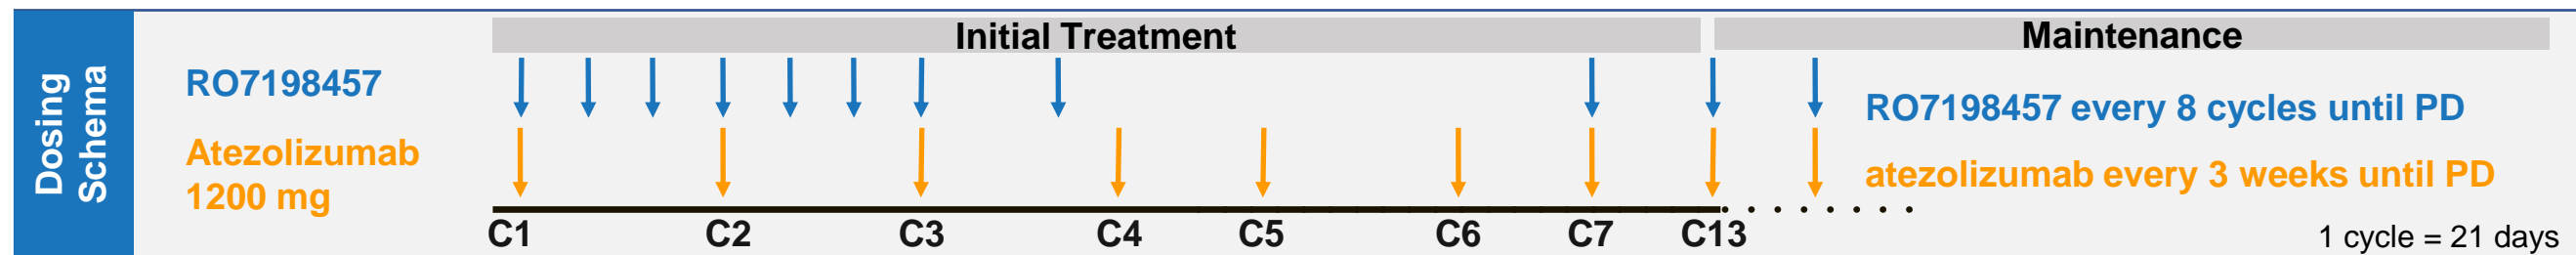 Dosing
Schema
Initial Treatment
Maintenance
RO7198457
RO7198457 every 8 cycles until PD
Atezolizumab
1200 mg
atezolizumab every 3 weeks until PD
C1 C2 C3 C4 C5 C6 C7 C13
1 cycle = 21 days